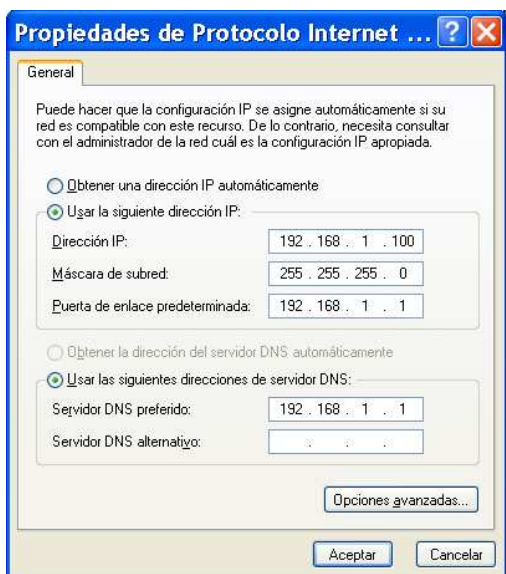 Propiedades de Protocolo Internet ...
General
Puede hacer que la configuración IP se asigne automáticamente si su
red es compatible con este recurso. De lo contrario, necesita consultar
con el administrador de la red cuál es la configuración IP apropiada.
Obtener una dirección IP automáticamente
Usar la siguiente dirección IP:
Dirección IP: 192 . 168 . 1 . 100
Máscara de subred: 255 . 255 . 255 . 0
Puerta de enlace predeterminada: 192 . 168 . 1 . 1
Obtener la dirección del servidor DNS automáticamente
Usar las siguientes direcciones de servidor DNS:
Servidor DNS preferido: 192 . 168 . 1 . 1
Servidor DNS alternativo: . . .
Opciones avanzadas...
Aceptar Cancelar